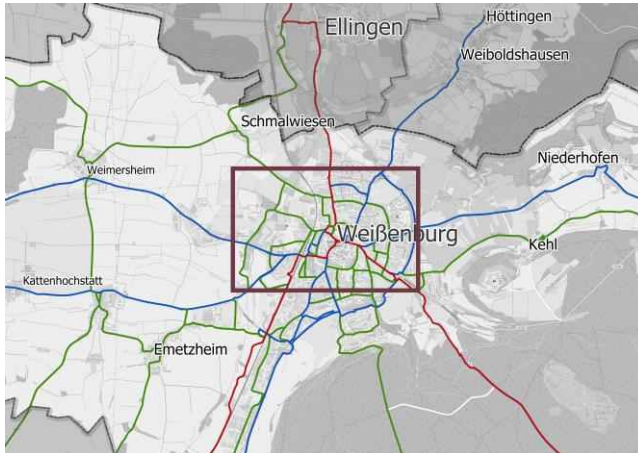 Höttingen
Ellingen
Weiboldshausen
Schmalwiesen
Niederhofen
Weimersheim
Weißenburg
Kehl
Kattenhochstatt
Emetzheim